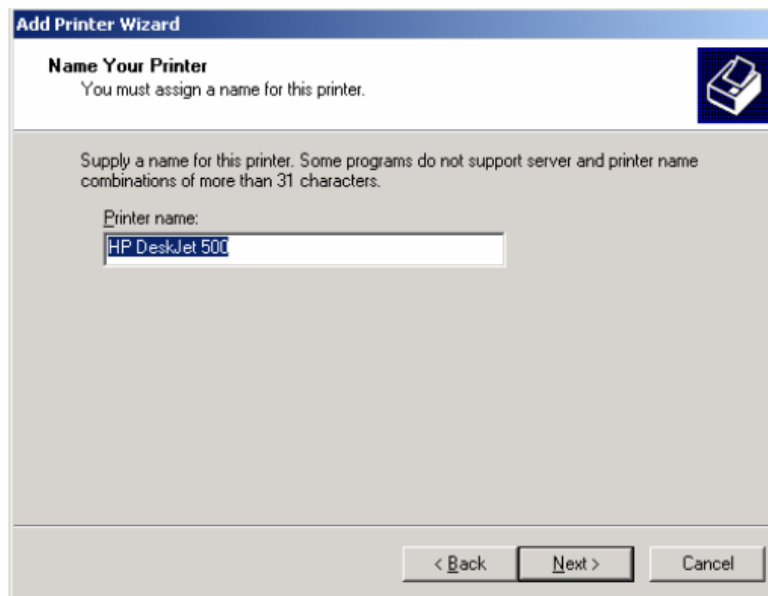 Add Printer Wizard
Name Your Printer
You must assign a name for this printer.
Supply a name for this printer. Some programs do not support server and printer name
combinations of more than 31 characters.
Printer name:
HP DeskJet 500
< Back Next > Cancel